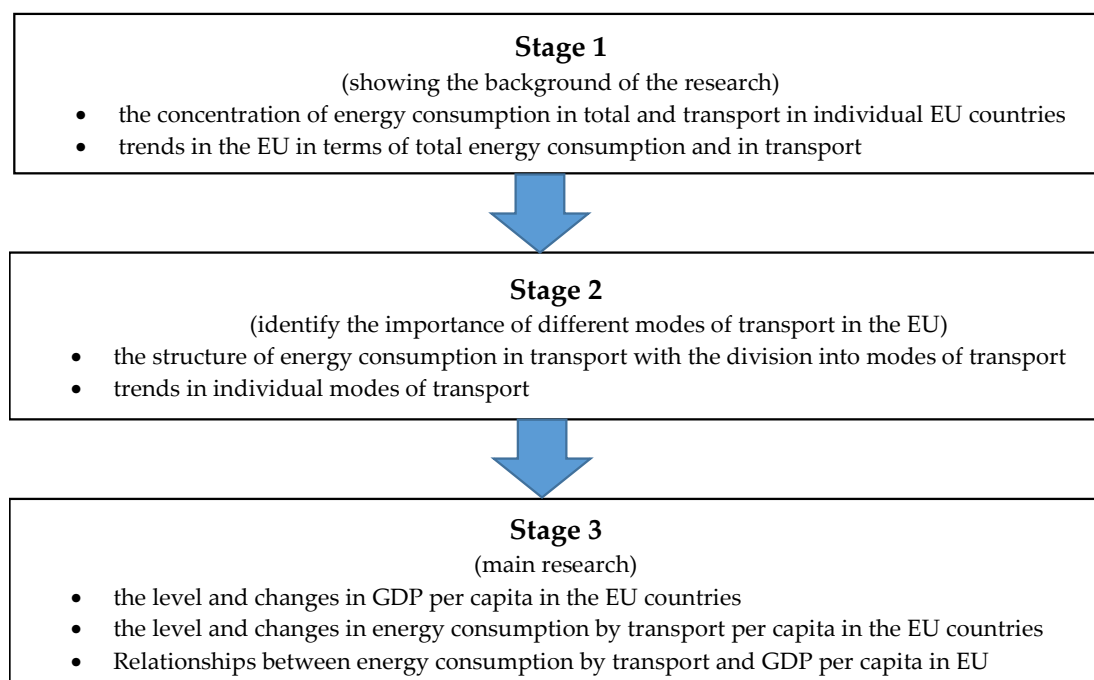 Stage 1
(showing the background of the research)
• the concentration of energy consumption in total and transport in individual EU countries
• trends in the EU in terms of total energy consumption and in transport
Stage 2
(identify the importance of different modes of transport in the EU)
• the structure of energy consumption in transport with the division into modes of transport
• trends in individual modes of transport
Stage 3
(main research)
• the level and changes in GDP per capita in the EU countries
• the level and changes in energy consumption by transport per capita in the EU countries
• Relationships between energy consumption by transport and GDP per capita in EU